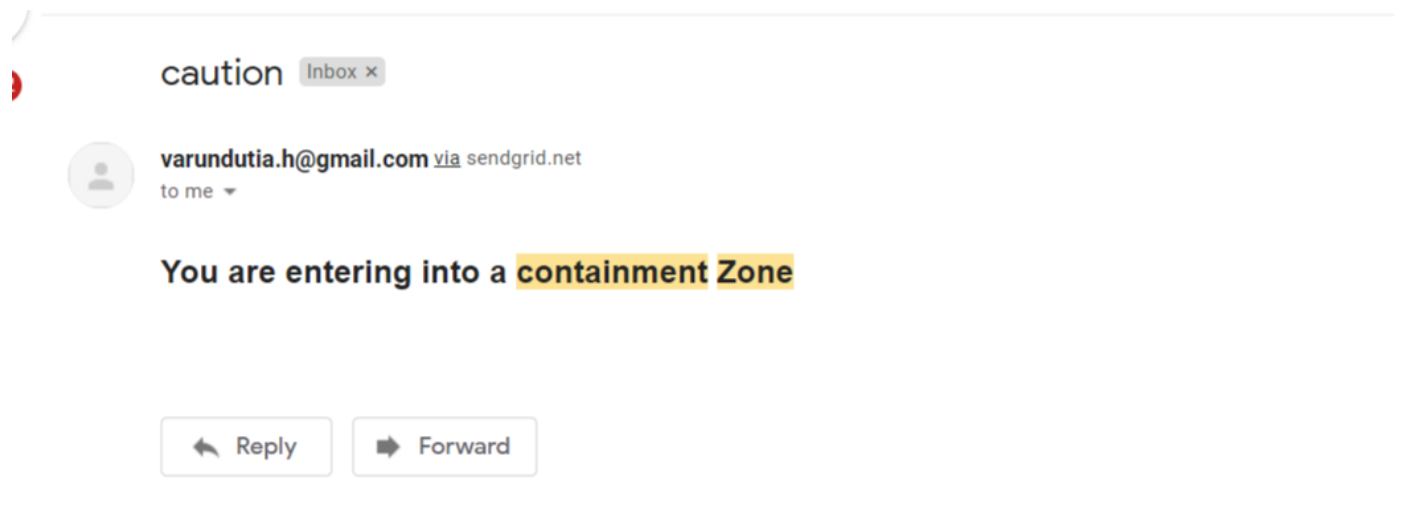 caution Inbox ×
varundutia.h@gmail.com via sendgrid.net
to me
You are entering into a containment Zone
Reply Forward